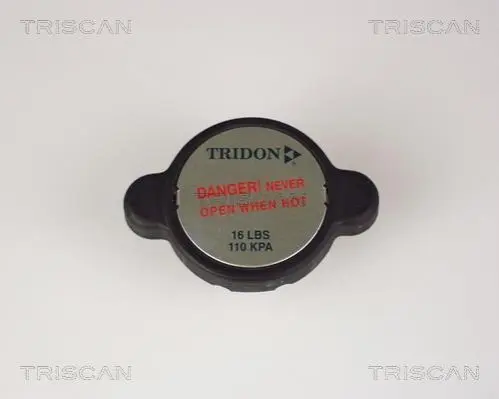 TRISCAN TRISCAN
TRIDON
DANGER! NEVER
OPEN WHEN HOT
16 LBS
110 KPA
TRISCAN TRISCAN